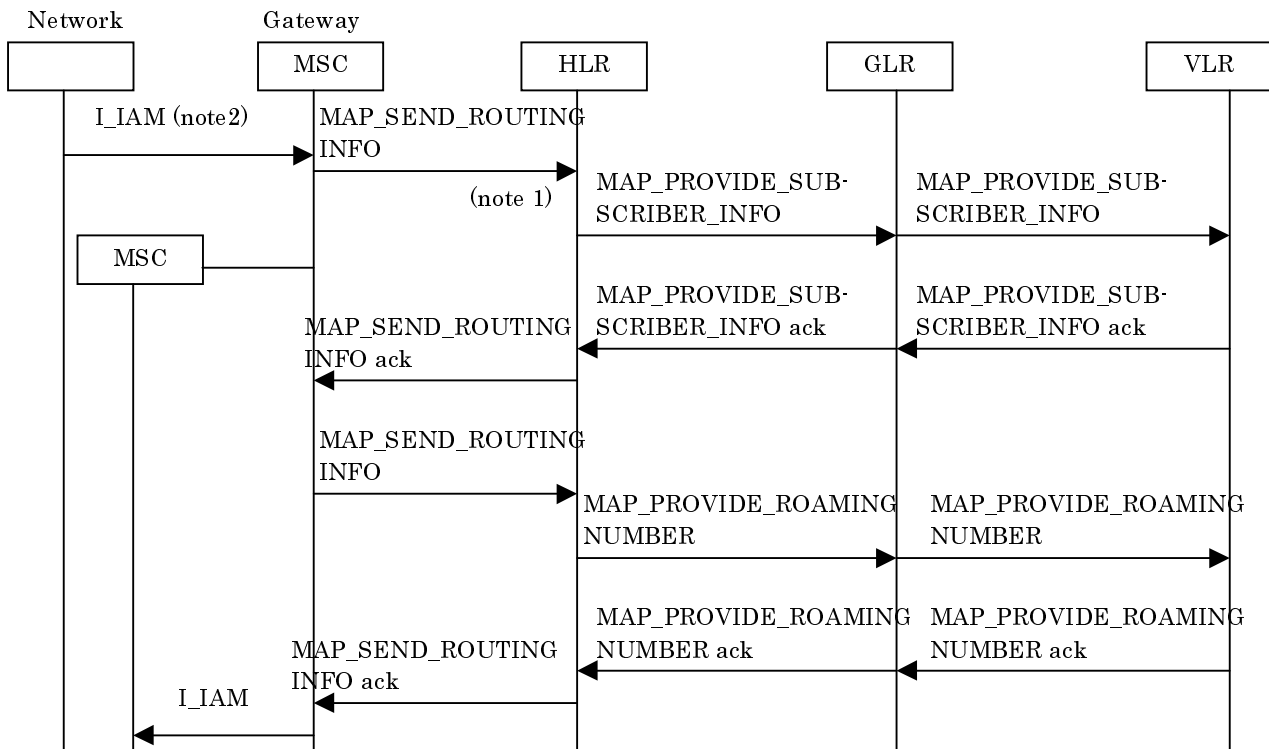 Network
Gateway
MSC
HLR
GLR
VLR
I_IAM (note2)
MAP_SEND_ROUTING
INFO
(note 1)
MAP_PROVIDE_SUB-
SCRIBER_INFO
MAP_PROVIDE_SUB-
SCRIBER_INFO
MSC
MAP_PROVIDE_SUB-
SCRIBER_INFO ack
MAP_PROVIDE_SUB-
SCRIBER_INFO ack
MAP_SEND_ROUTING
INFO ack
MAP_SEND_ROUTING
INFO
MAP_PROVIDE_ROAMING
NUMBER
MAP_PROVIDE_ROAMING
NUMBER
MAP_PROVIDE_ROAMING
NUMBER ack
MAP_PROVIDE_ROAMING
NUMBER ack
MAP_SEND_ROUTING
INFO ack
I_IAM